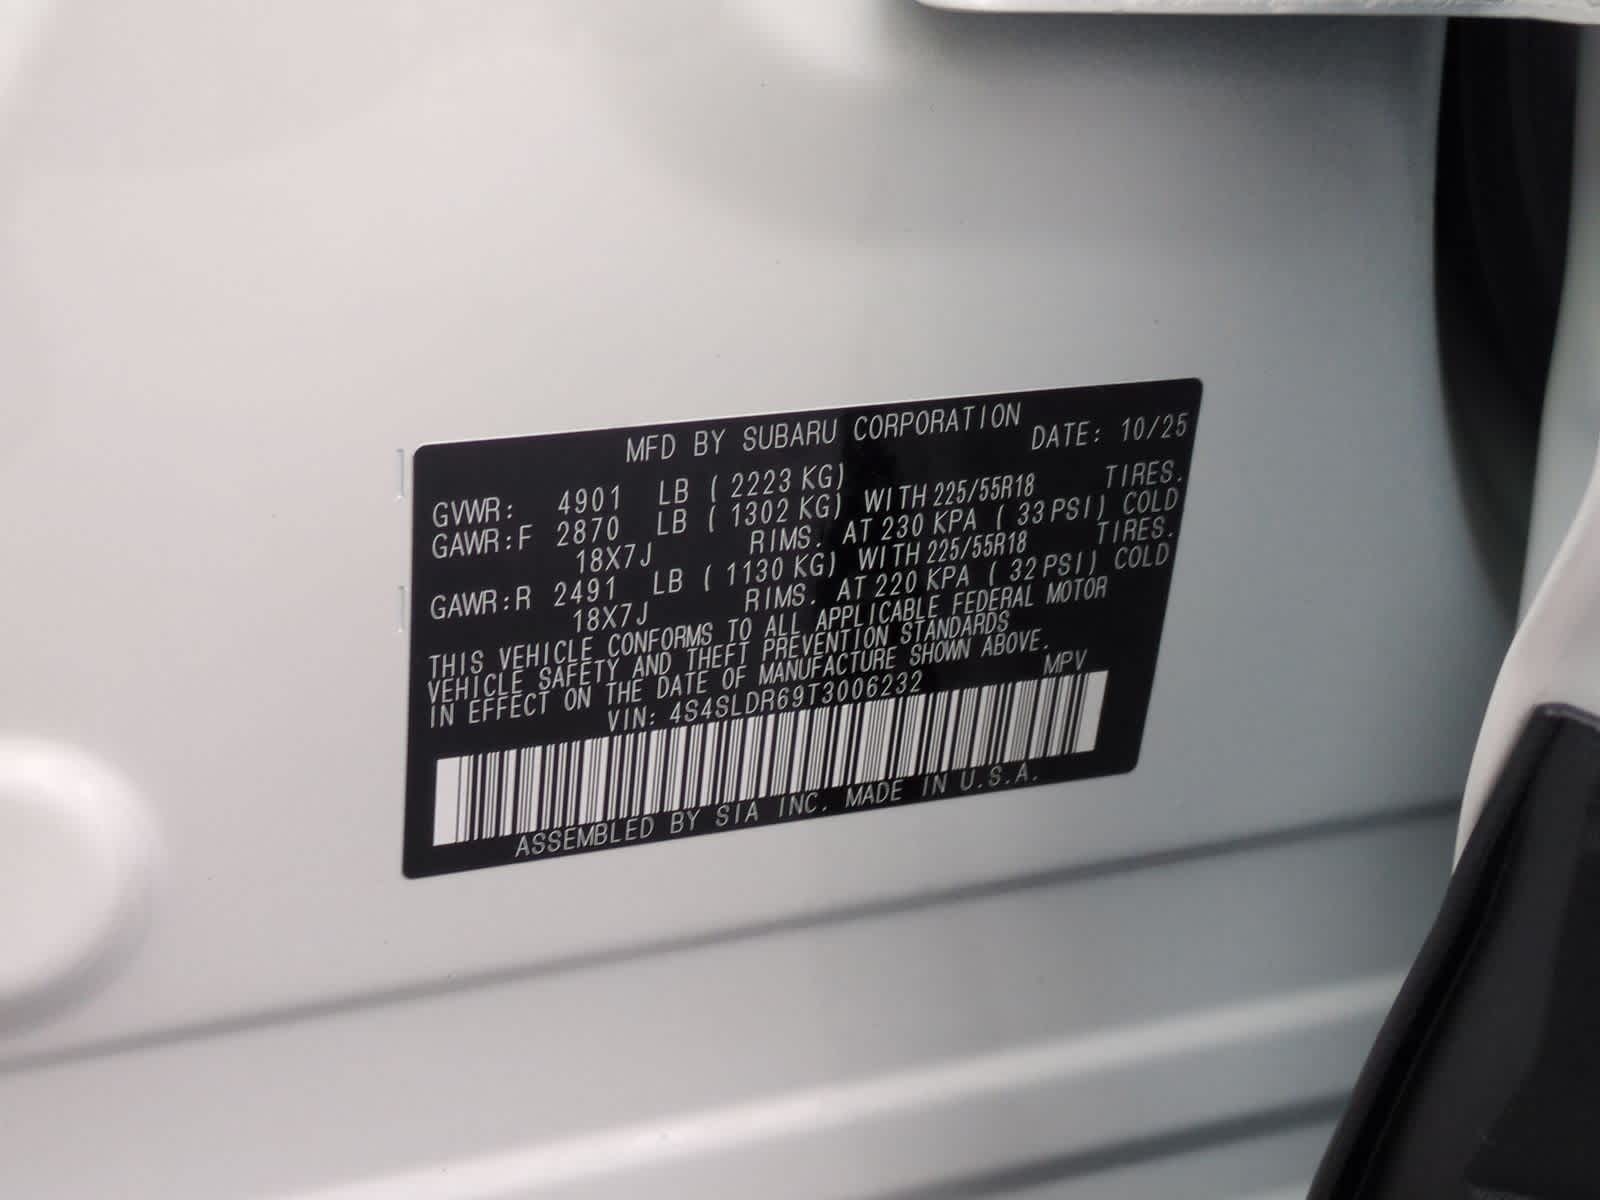 MFD BY SUBARU CORPORATION
DATE: 10/25
GVWR: 4901 LB ( 2223 KG)
GAWR:F 2870 LB ( 1302 KG) WITH 225/55R18 TIRES.
18X7J RIMS. AT 230 KPA ( 33 PSI) COLD
GAWR:R 2491 LB ( 1130 KG) WITH 225/55R18 TIRES.
18X7J RIMS. AT 220 KPA ( 32 PSI) COLD
THIS VEHICLE CONFORMS TO ALL APPLICABLE FEDERAL MOTOR
VEHICLE SAFETY AND THEFT PREVENTION STANDARDS
IN EFFECT ON THE DATE OF MANUFACTURE SHOWN ABOVE.
VIN: 4S4SLDR69T3006232 MPV
ASSEMBLED BY SIA INC. MADE IN U.S.A.